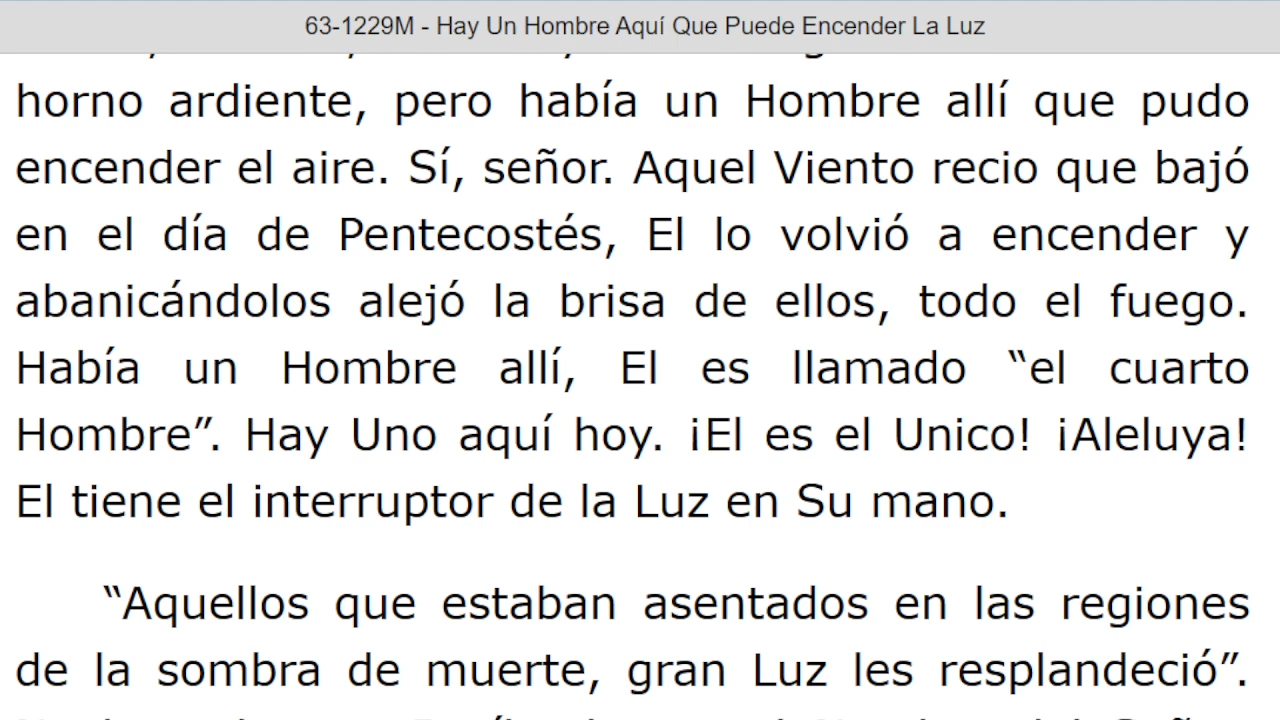 63-1229M - Hay Un Hombre Aquí Que Puede Encender La Luz
horno ardiente, pero había un Hombre allí que pudo
encender el aire. Sí, señor. Aquel Viento recio que bajó
en el día de Pentecostés, El lo volvió a encender y
abanicándolos alejó la brisa de ellos, todo el fuego.
Había un Hombre allí, El es llamado “el cuarto
Hombre”. Hay Uno aquí hoy. ¡El es el Unico! ¡Aleluya!
El tiene el interruptor de la Luz en Su mano.
“Aquellos que estaban asentados en las regiones
de la sombra de muerte, gran Luz les resplandeció”.